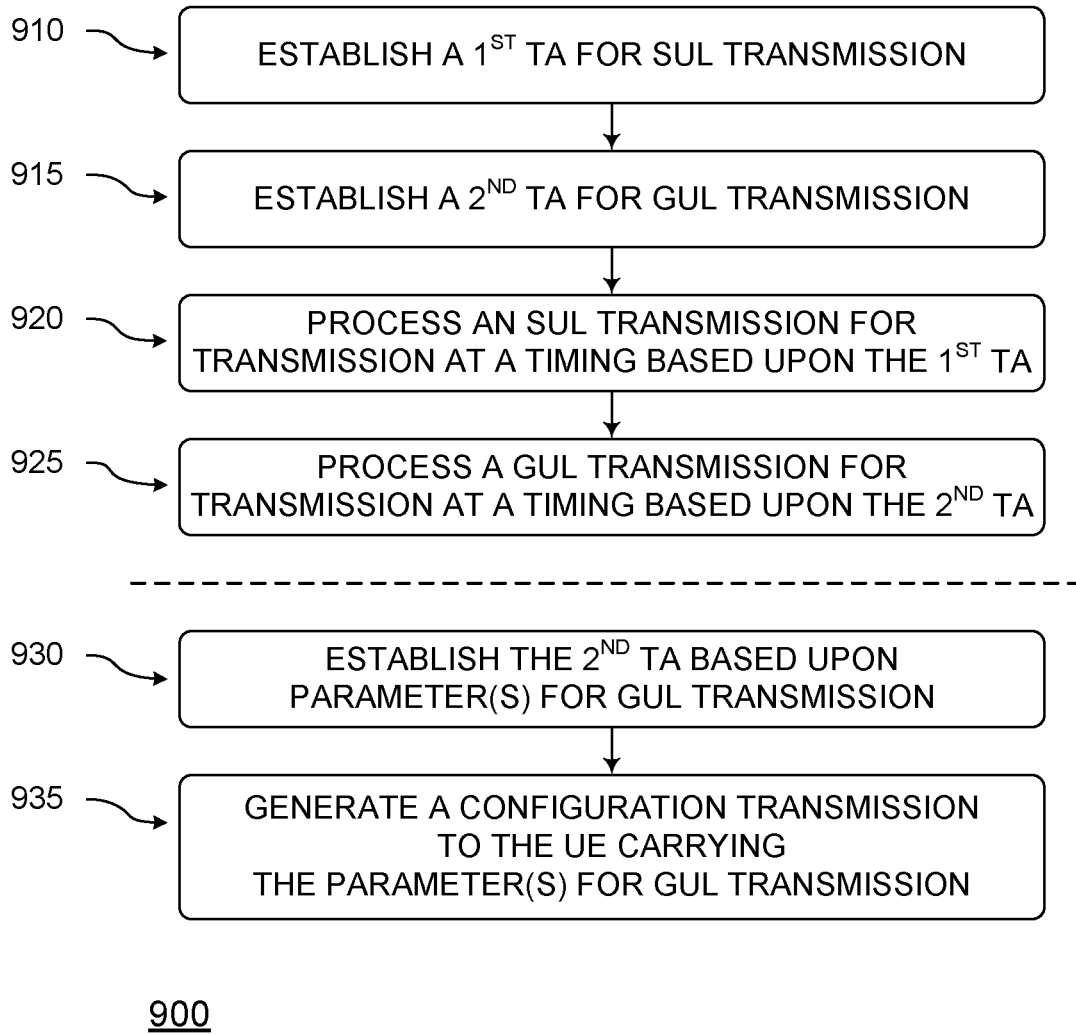 910
ESTABLISH A 1ST TA FOR SUL TRANSMISSION
915
ESTABLISH A 2ND TA FOR GUL TRANSMISSION
920
PROCESS AN SUL TRANSMISSION FOR
TRANSMISSION AT A TIMING BASED UPON THE 1ST TA
925
PROCESS A GUL TRANSMISSION FOR
TRANSMISSION AT A TIMING BASED UPON THE 2ND TA
930
ESTABLISH THE 2ND TA BASED UPON
PARAMETER(S) FOR GUL TRANSMISSION
935
GENERATE A CONFIGURATION TRANSMISSION
TO THE UE CARRYING
THE PARAMETER(S) FOR GUL TRANSMISSION
900